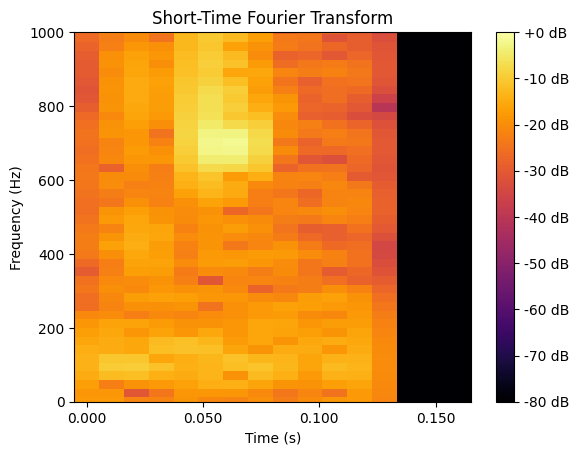 Short-Time Fourier Transform
Frequency (Hz)
1000
800
600
400
200
0
0.000
0.050
0.100
0.150
Time (s)
+0 dB
-10 dB
-20 dB
-30 dB
-40 dB
-50 dB
-60 dB
-70 dB
-80 dB